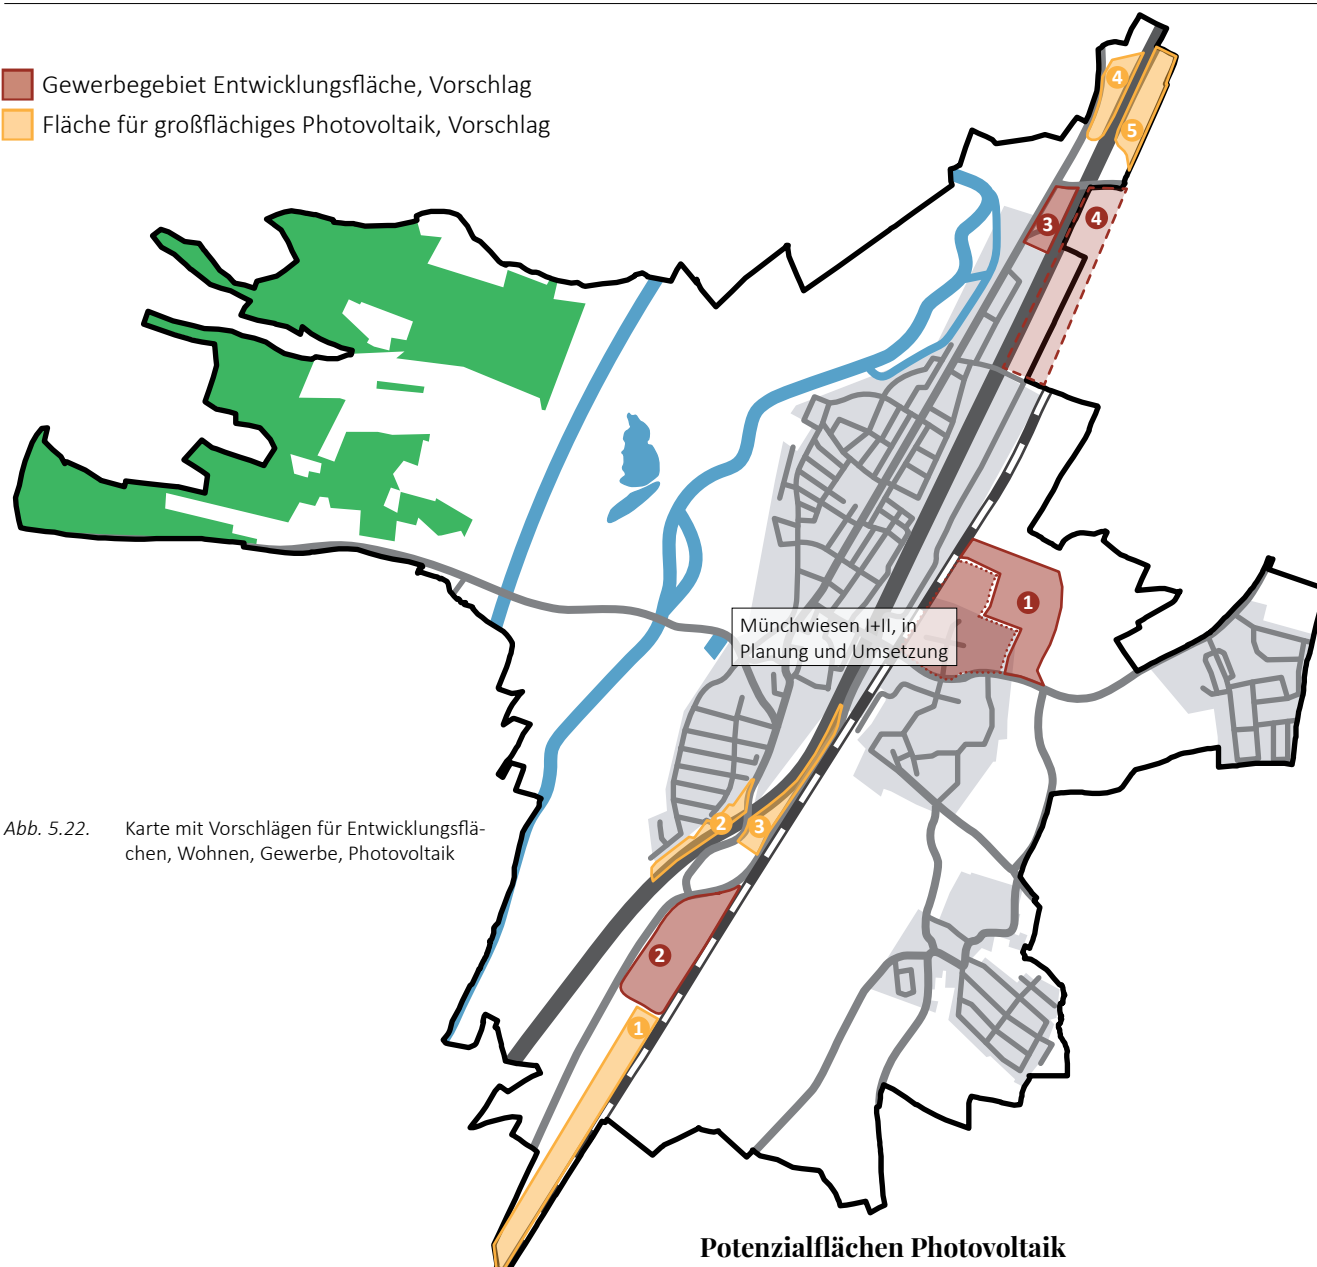 Gewerbegebiet Entwicklungsfläche, Vorschlag
Fläche für großflächiges Photovoltaik, Vorschlag
4
5
3
4
1
Münchwiesen I+II, in
Planung und Umsetzung
2
3
Abb. 5.22. Karte mit Vorschlägen für Entwicklungsflä-
chen, Wohnen, Gewerbe, Photovoltaik
2
1
Potenzialflächen Photovoltaik